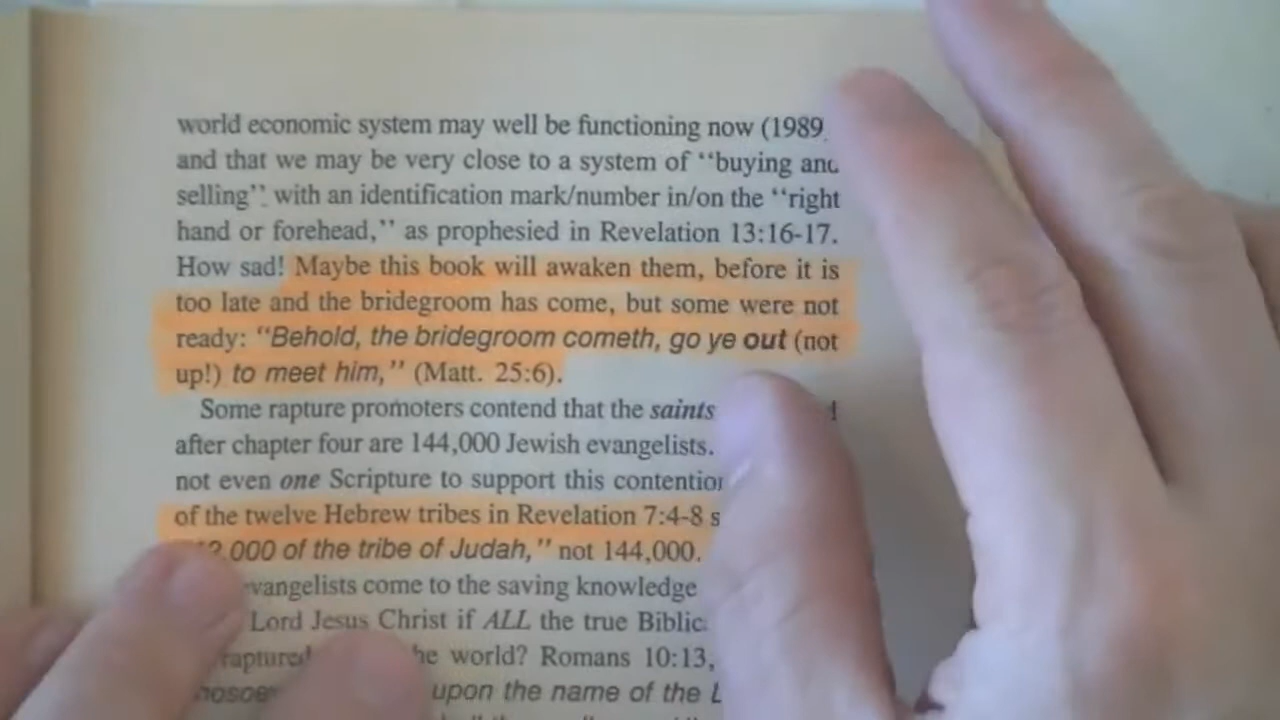 world economic system may well be functioning now (1989
and that we may be very close to a system of ‘‘buying and
selling’’ with an identification mark/number in/on the ‘‘right
hand or forehead,’’ as prophesied in Revelation 13:16-17.
How sad! Maybe this book will awaken them, before it is
too late and the bridegroom has come, but some were not
ready: ‘‘Behold, the bridegroom cometh, go ye out (not
up!) to meet him,’’ (Matt. 25:6).
Some rapture promoters contend that the saints
after chapter four are 144,000 Jewish evangelists.
not even one Scripture to support this
of the twelve Hebrew tribes in Revelation 7:4-8
of the tribe of Judah,’’ not 144,000.
come to the saving knowledge
Lord Jesus Christ if ALL the true
world? Romans 10:13,
upon the name of the